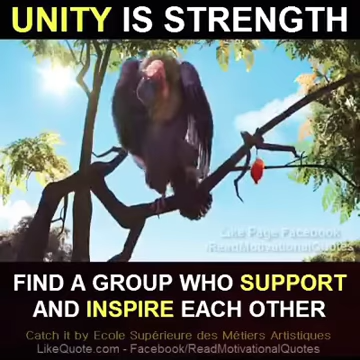 UNITY IS STRENGTH
Like Page Facebook
/ReadMotivationalQuotes
FIND A GROUP WHO SUPPORT
AND INSPIRE EACH OTHER
Catch it by Ecole Supérieure des Métiers Artistiques
LikeQuote.com - Facebook/ReadMotivationalQuotes